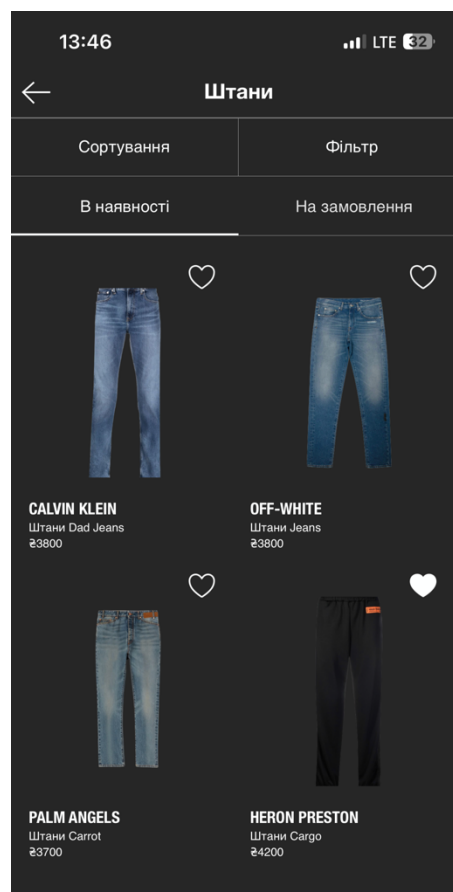 13:46
LTE 32
Штани
Сортування
Фільтр
В наявності
На замовлення
CALVIN KLEIN
Штани Dad Jeans
₴3800
OFF-WHITE
Штани Jeans
₴3800
PALM ANGELS
Штани Carrot
₴3700
HERON PRESTON
Штани Cargo
₴4200